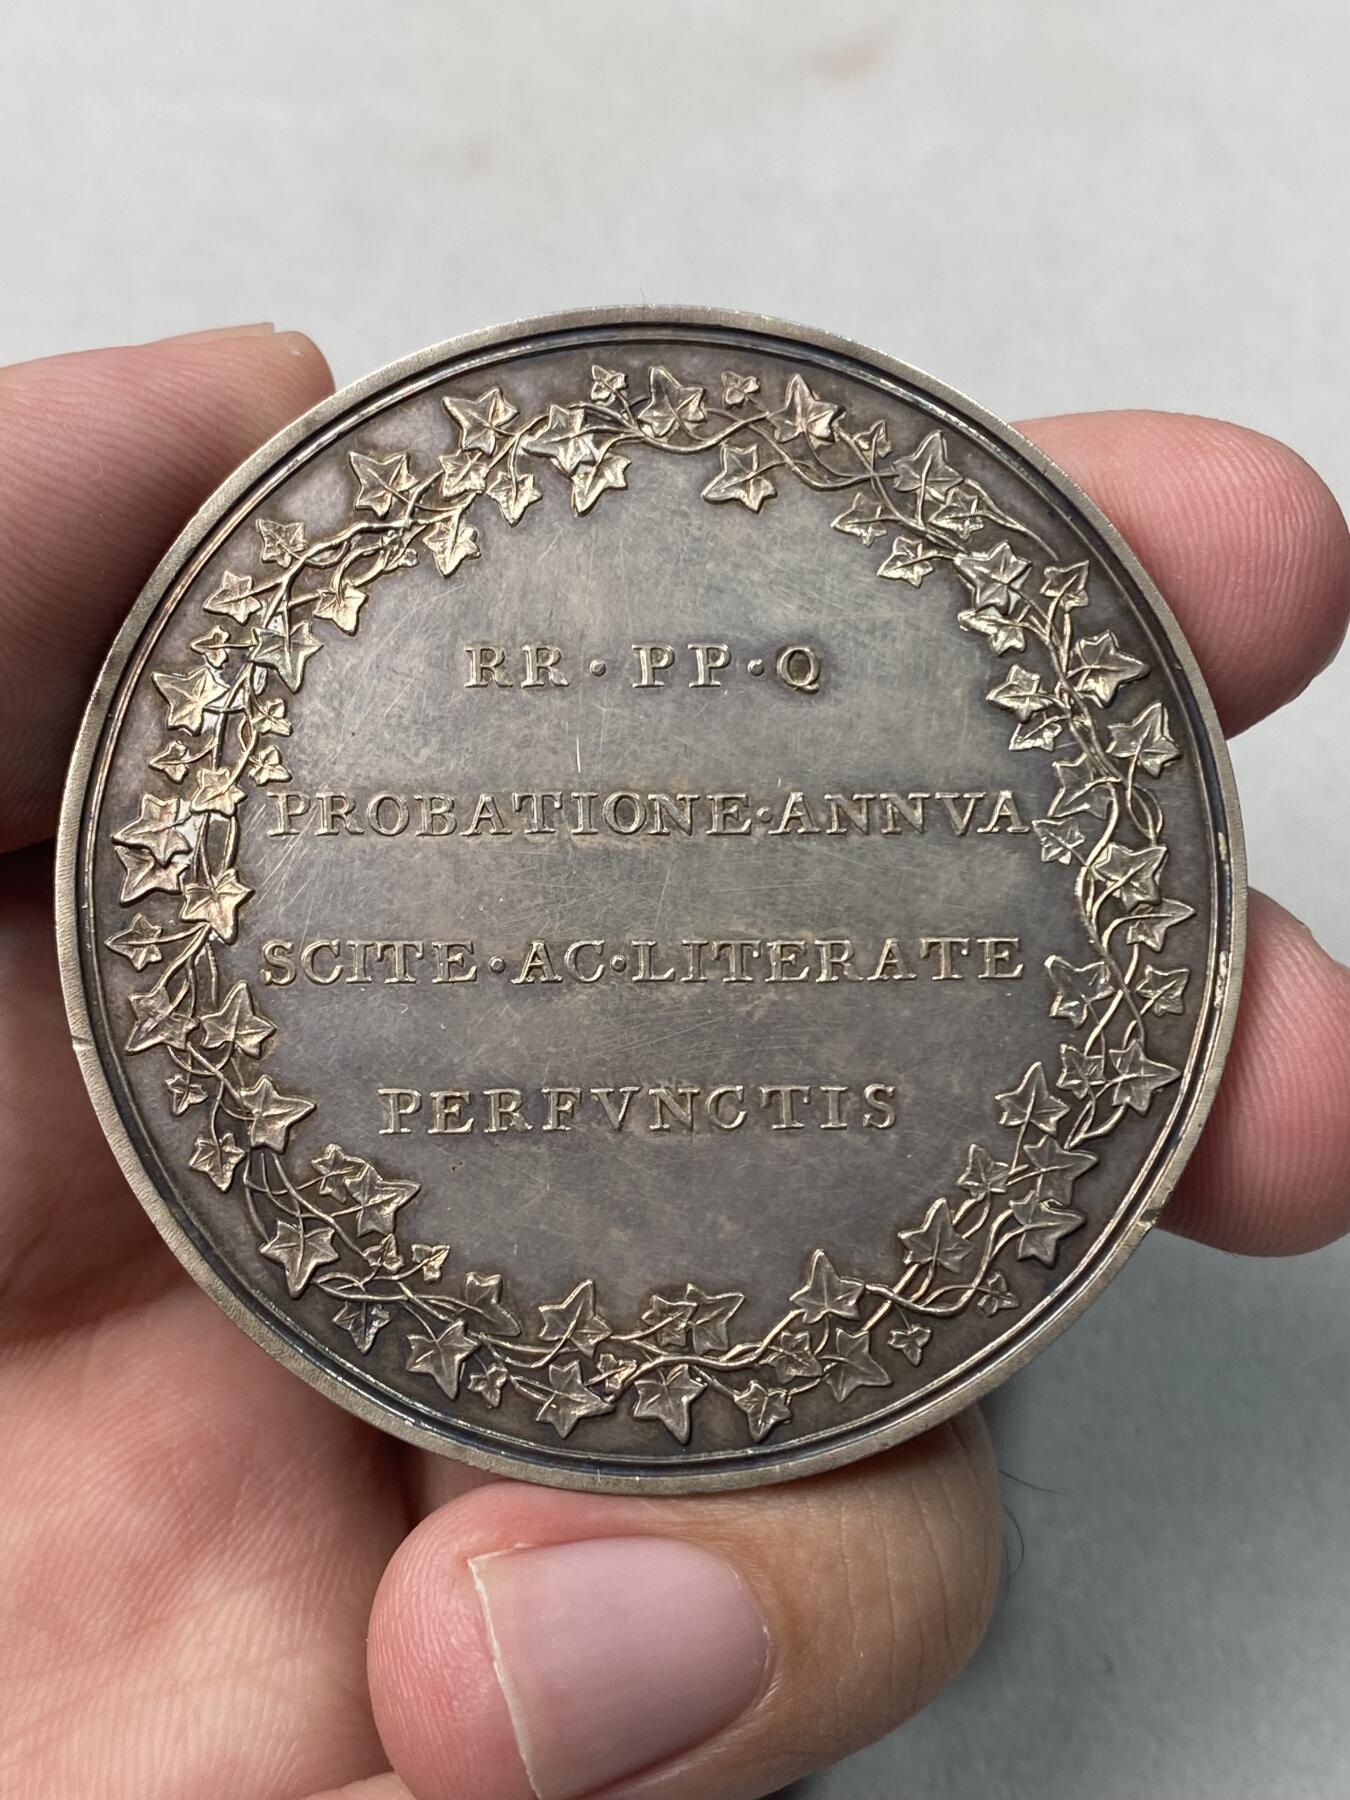 RR·PP·Q
PROBATIONE·ANNVA
SCITE·AC·LITERATE
PERFVNCTIS